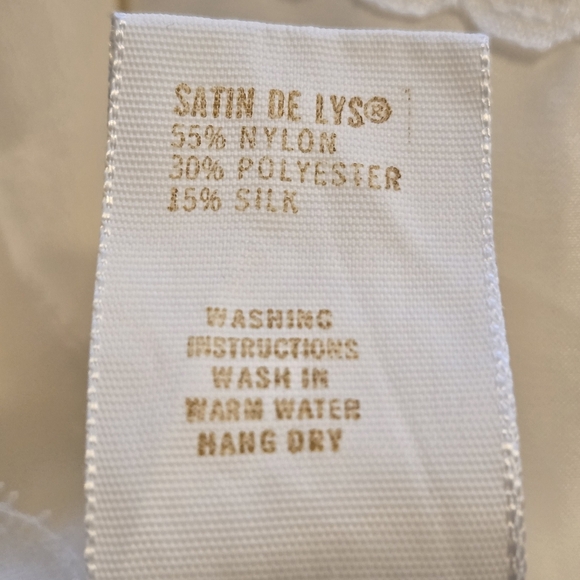 SATIN DE LYS®
55% NYLON
30% POLYESTER
15% SILK
WASHING
INSTRUCTIONS
WASH IN
WARM WATER
HANG DRY